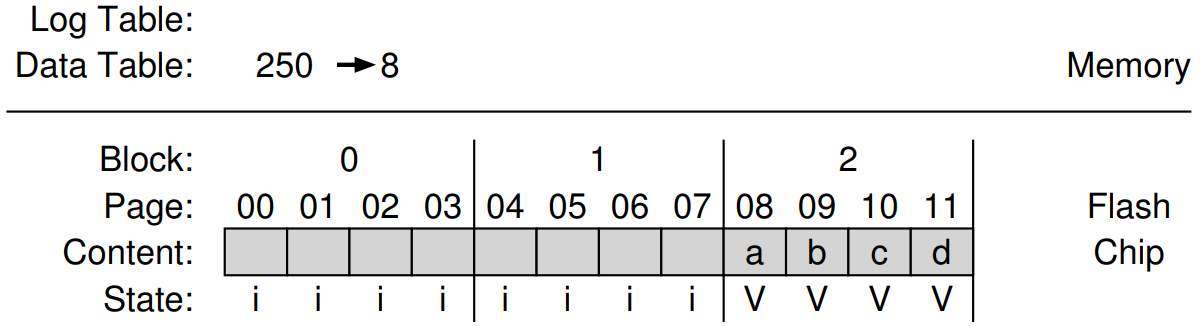 Log Table:
Data Table: 250 → 8 Memory
Block: 0 1 2
Page: 00 01 02 03 04 05 06 07 08 09 10 11 Flash
Content: a b c d Chip
State: i i i i i i i i V V V V